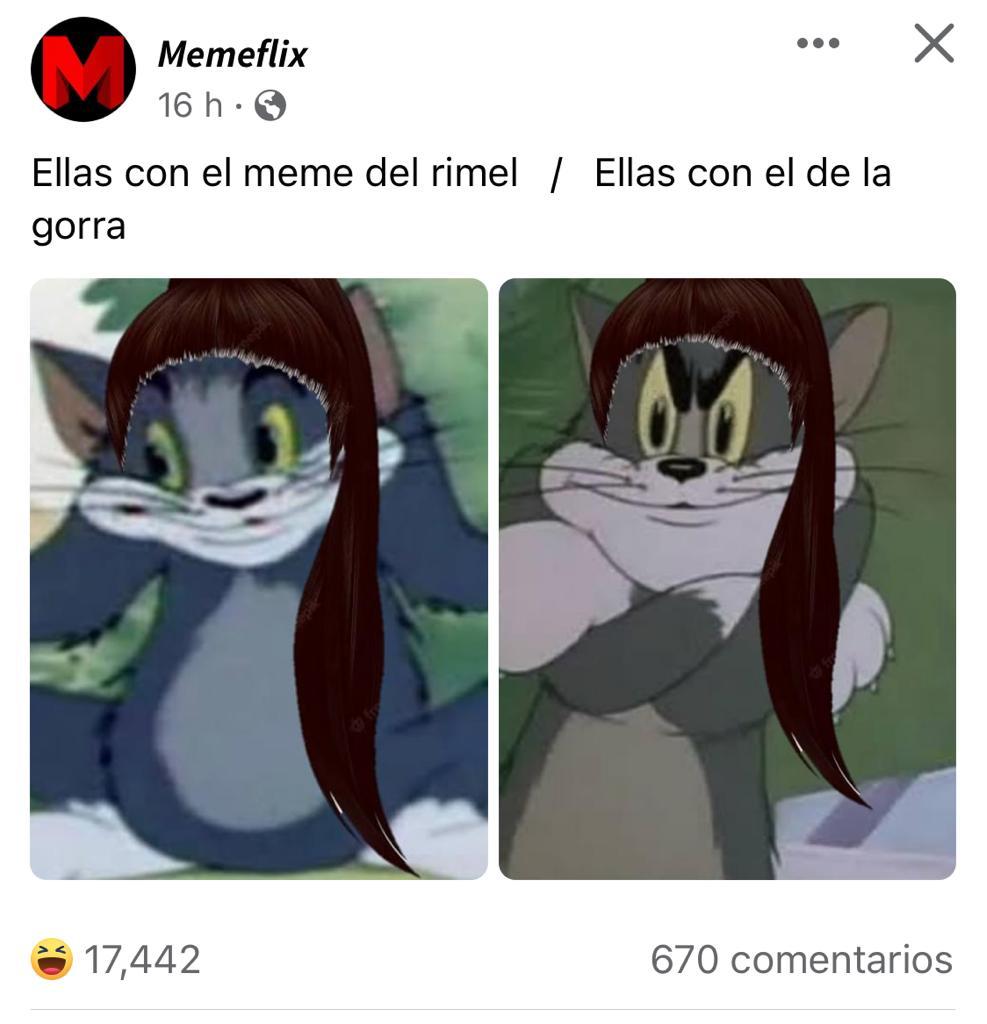 Memeflix
16 h ·
Ellas con el meme del rimel / Ellas con el de la
gorra
17,442
670 comentarios